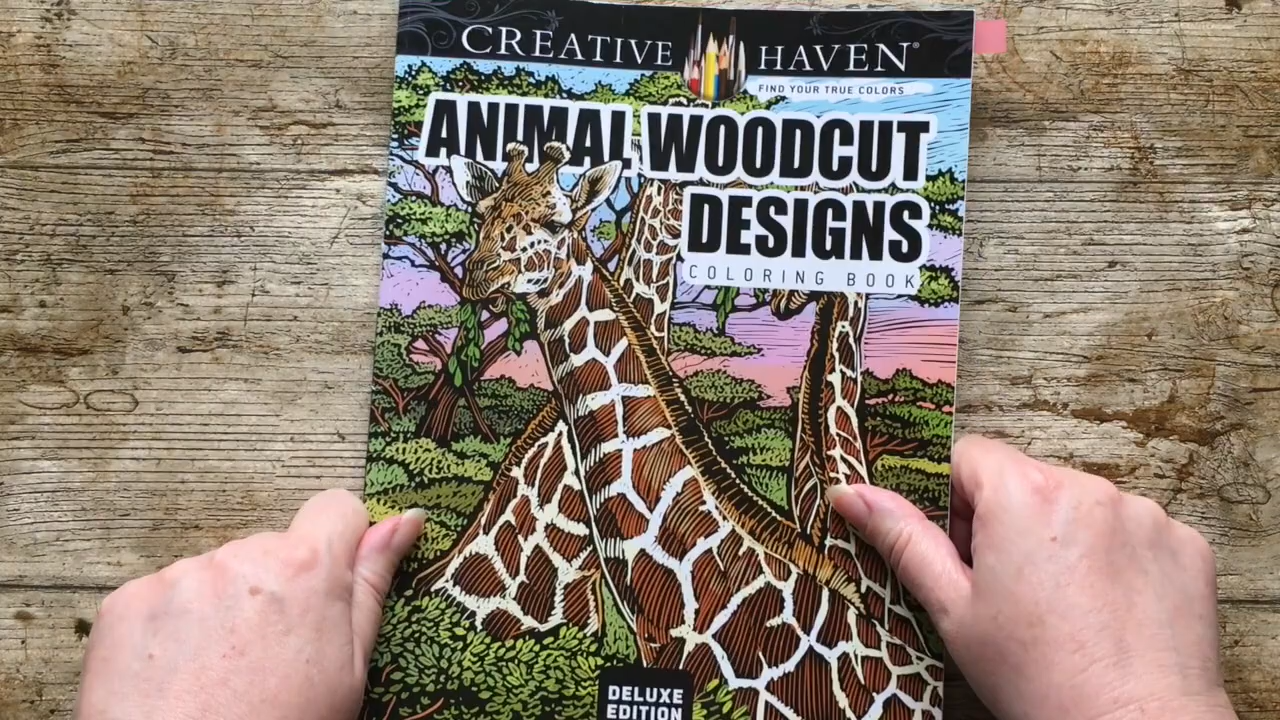 CREATIVE HAVEN®
FIND YOUR TRUE COLORS
ANIMAL WOODCUT
DESIGNS
COLORING BOOK
DELUXE
EDITION